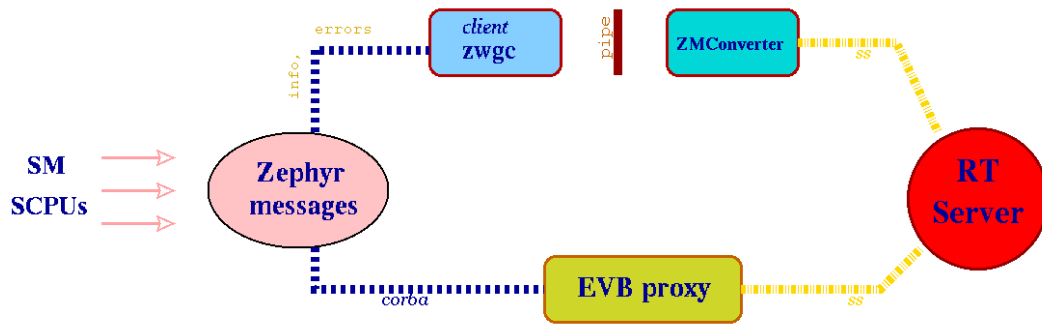 errors
info,
client
zwgc
pipe
ZMConverter
ss
SM
SCPUs
Zephyr
messages
RT
Server
corba
EVB proxy
ss